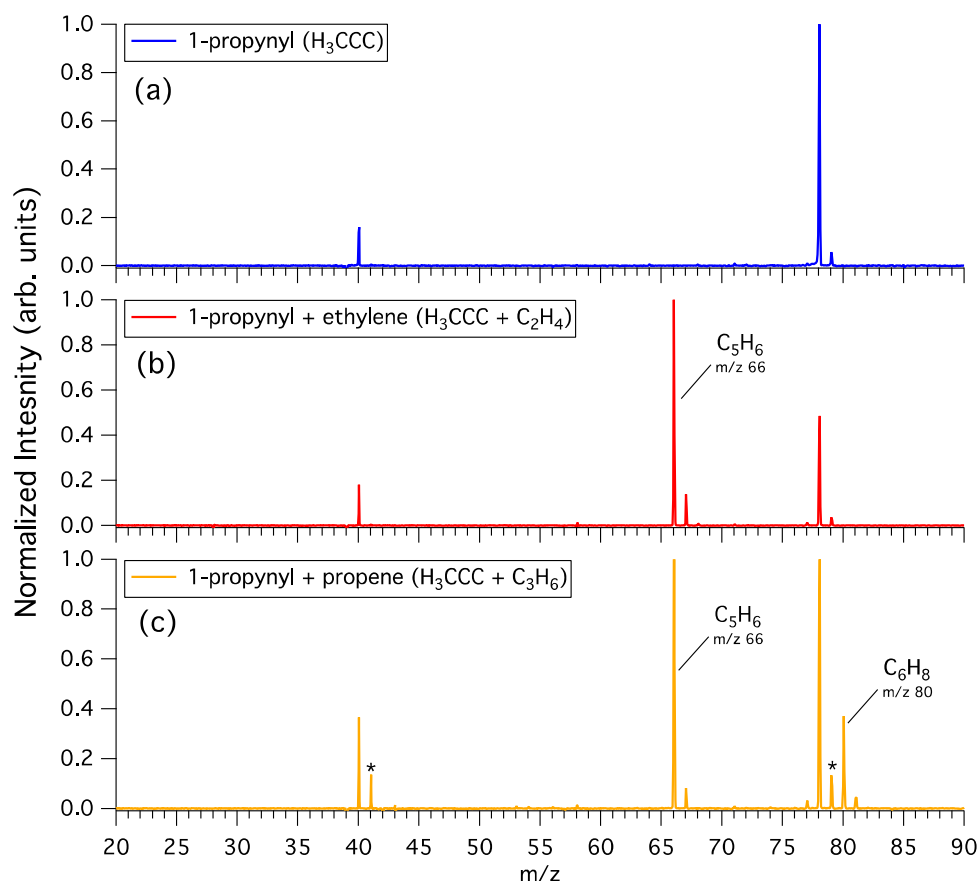 Normalized Intesnity (arb. units)
1.0
0.8
0.6
0.4
0.2
0.0
1-propynyl (H₃CCC)
(a)
1.0
0.8
0.6
0.4
0.2
0.0
1-propynyl + ethylene (H₃CCC + C₂H₄)
(b)
C₅H₆
m/z 66
1.0
0.8
0.6
0.4
0.2
0.0
1-propynyl + propene (H₃CCC + C₃H₆)
(c)
C₅H₆
m/z 66
C₆H₈
m/z 80
* *
20 25 30 35 40 45 50 55 60 65 70 75 80 85 90
m/z